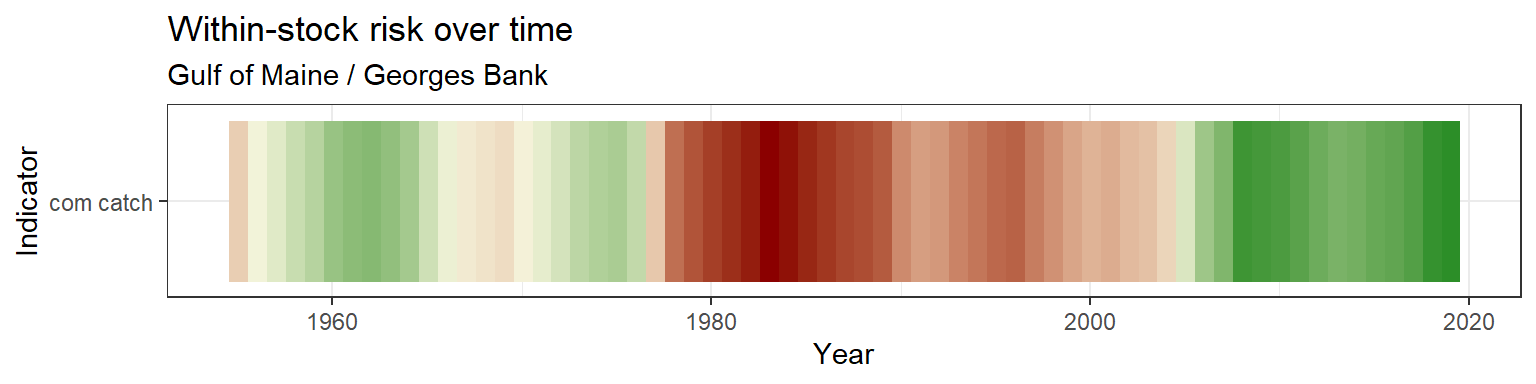 Within-stock risk over time
Gulf of Maine / Georges Bank
Indicator
com catch
1960 1980 2000 2020
Year